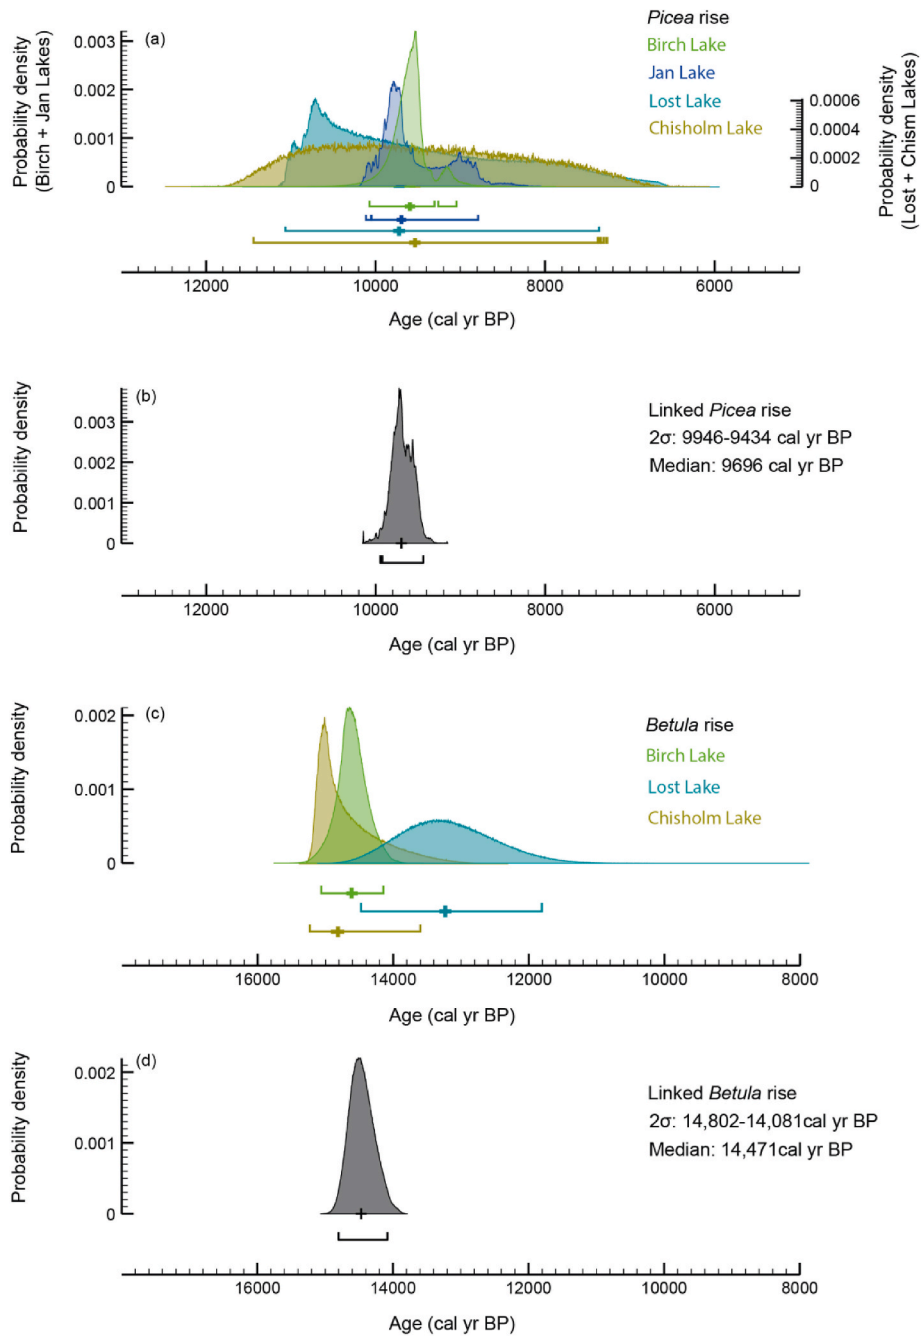 (a)
Probability density
(Birch + Jan Lakes)
0.003
0.002
0.001
0
Picea rise
Birch Lake
Jan Lake
Lost Lake
Chisholm Lake
0.0006
0.0004
0.0002
0
Probability density
(Lost + Chism Lakes)
12000
10000
8000
6000
Age (cal yr BP)
(b)
Probability density
0.003
0.002
0.001
0
Linked Picea rise
2σ: 9946-9434 cal yr BP
Median: 9696 cal yr BP
12000
10000
8000
6000
Age (cal yr BP)
(c)
Probability density
0.002
0.001
0
Betula rise
Birch Lake
Lost Lake
Chisholm Lake
16000
14000
12000
10000
8000
Age (cal yr BP)
(d)
Probability density
0.002
0.001
0
Linked Betula rise
2σ: 14,802-14,081cal yr BP
Median: 14,471cal yr BP
16000
14000
12000
10000
8000
Age (cal yr BP)